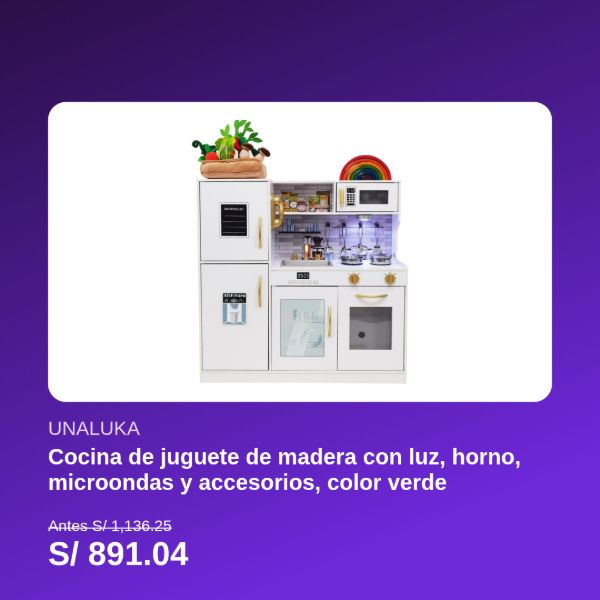 UNALUKA
Cocina de juguete de madera con luz, horno,
microondas y accesorios, color verde
Antes S/ 1,136.25
S/ 891.04